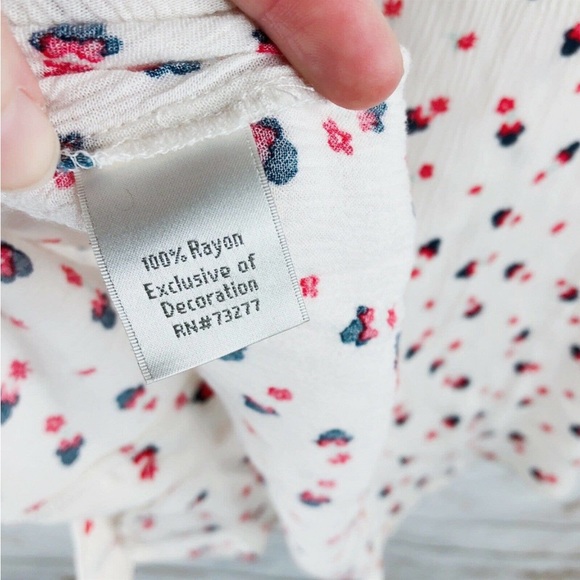 100% Rayon
Exclusive of
Decoration
RN#73277